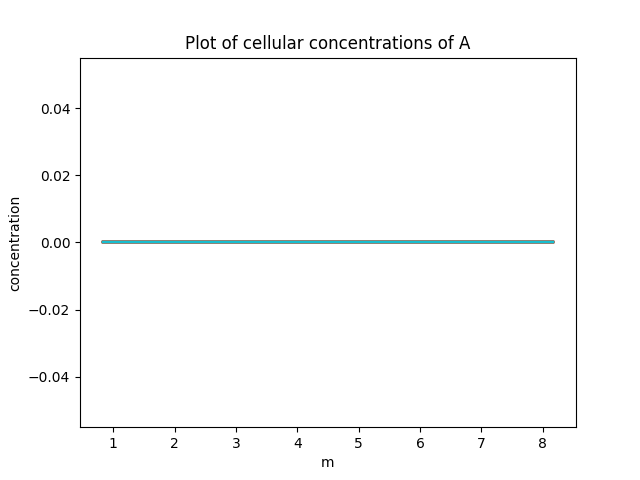 Plot of cellular concentrations of A
0.04
0.02
0.00
−0.02
−0.04
concentration
1 2 3 4 5 6 7 8
m